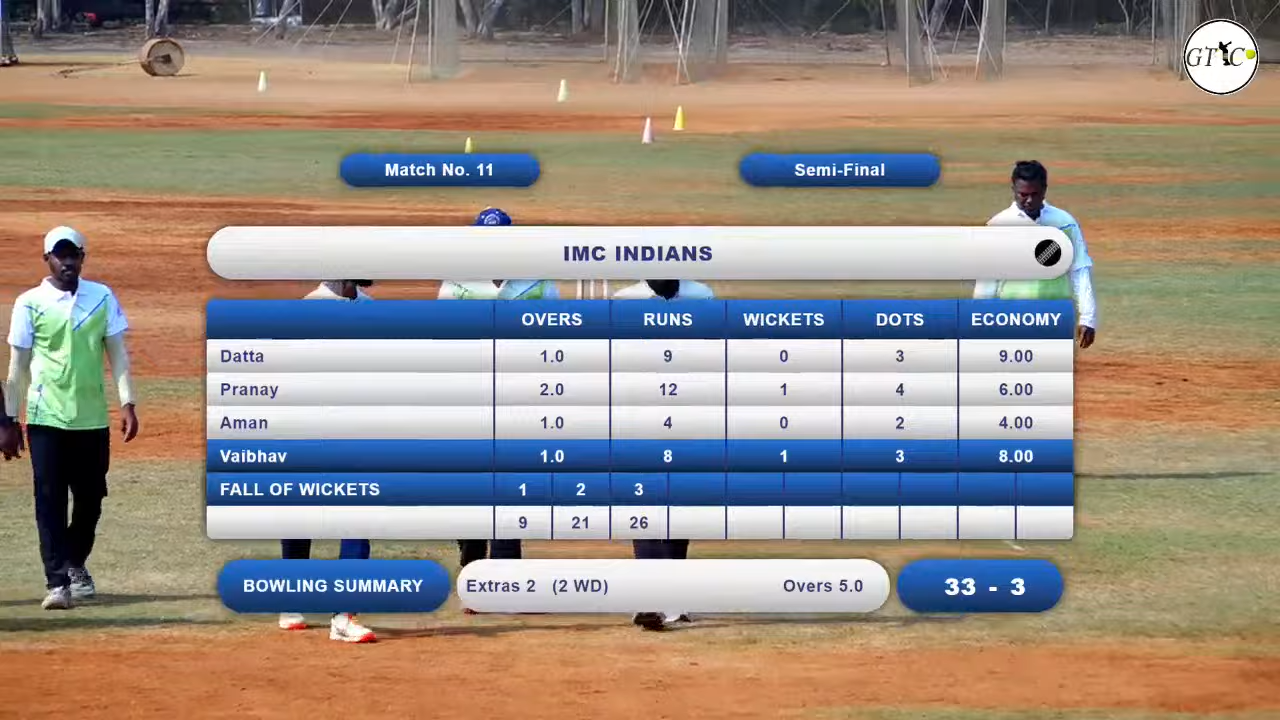 GTCC
Match No. 11
Semi-Final
IMC INDIANS
OVERS RUNS WICKETS DOTS ECONOMY
Datta 1.0 9 0 3 9.00
Pranay 2.0 12 1 4 6.00
Aman 1.0 4 0 2 4.00
Vaibhav 1.0 8 1 3 8.00
FALL OF WICKETS 1 2 3
9 21 26
BOWLING SUMMARY Extras 2 (2 WD) Overs 5.0 33 - 3